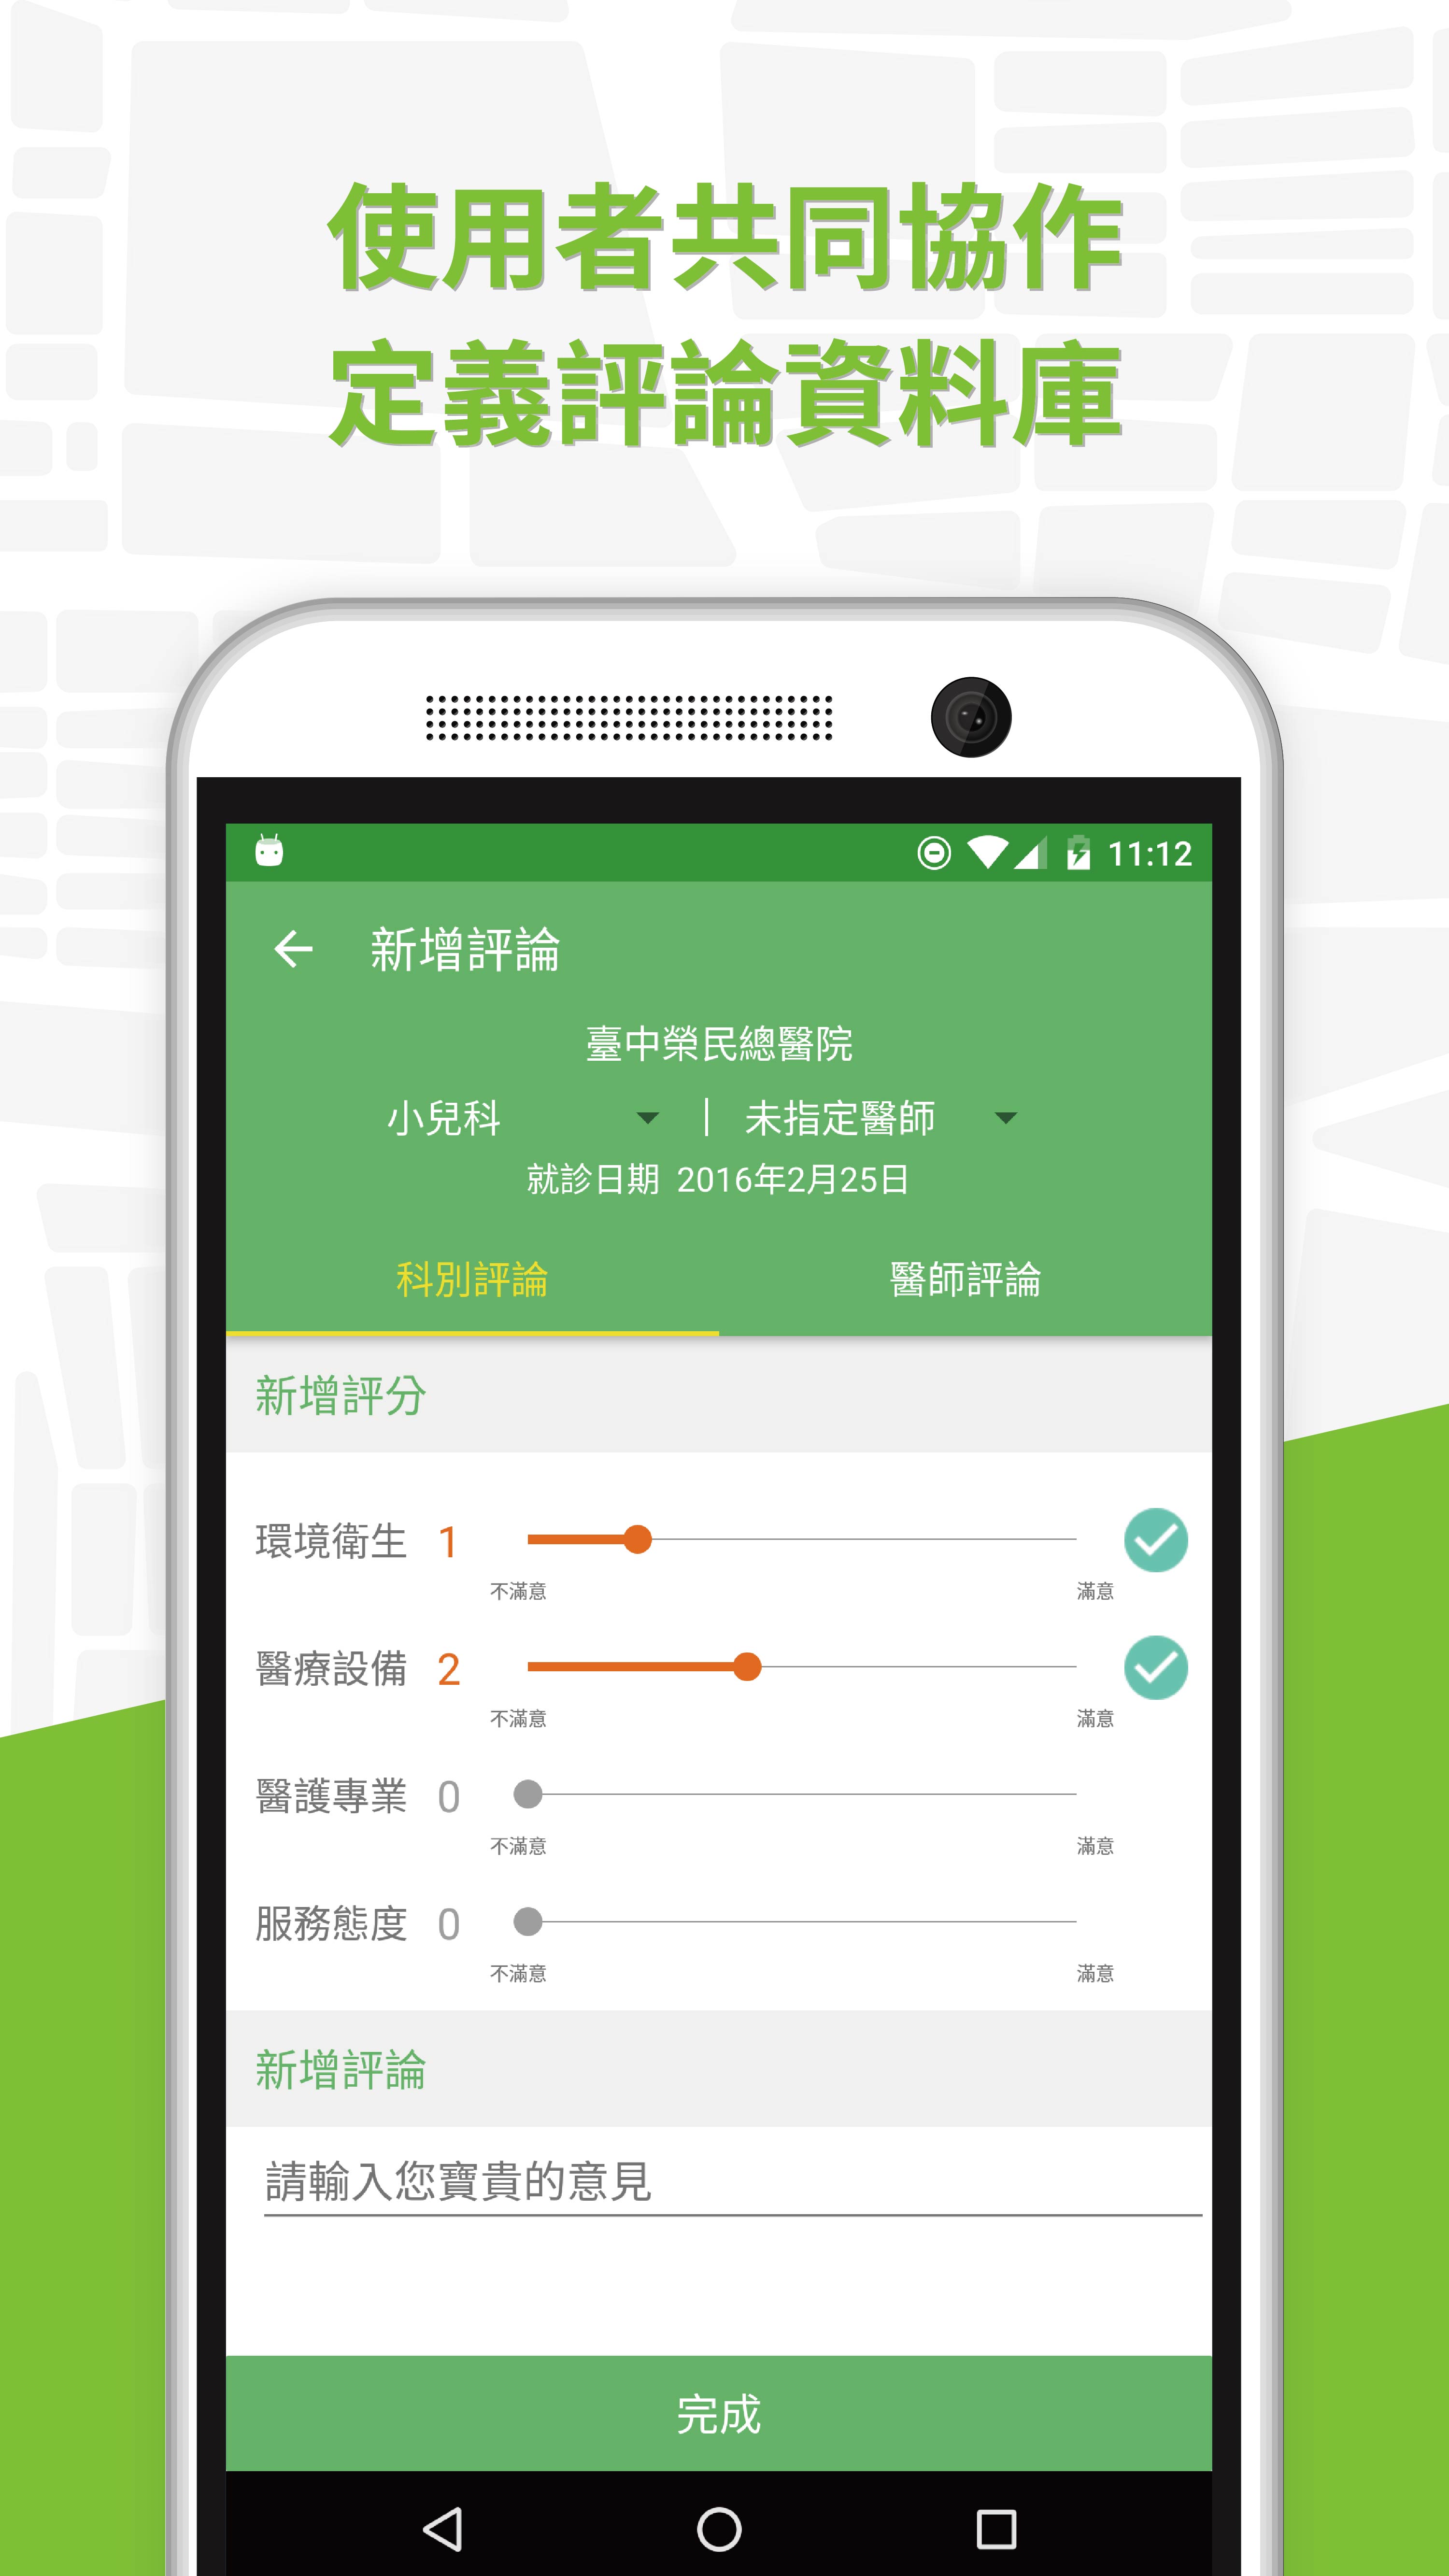 使用者共同協作
定義評論資料庫
11:12
新增評論
臺中榮民總醫院
小兒科 | 未指定醫師
就診日期 2016年2月25日
科別評論 醫師評論
新增評分
環境衛生 1
不滿意 滿意
醫療設備 2
不滿意 滿意
醫護專業 0
不滿意 滿意
服務態度 0
不滿意 滿意
新增評論
請輸入您寶貴的意見
完成